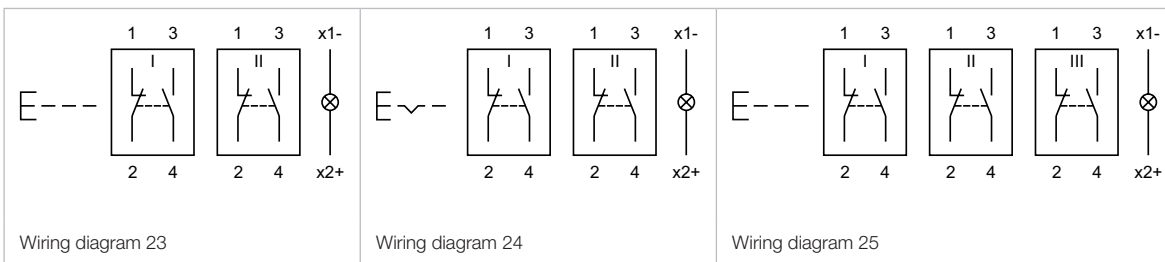 1 3 1 3 x1-
I II
2 4 2 4 x2+
Wiring diagram 23
1 3 1 3 x1-
I II
2 4 2 4 x2+
Wiring diagram 24
1 3 1 3 1 3 x1-
I II III
2 4 2 4 2 4 x2+
Wiring diagram 25